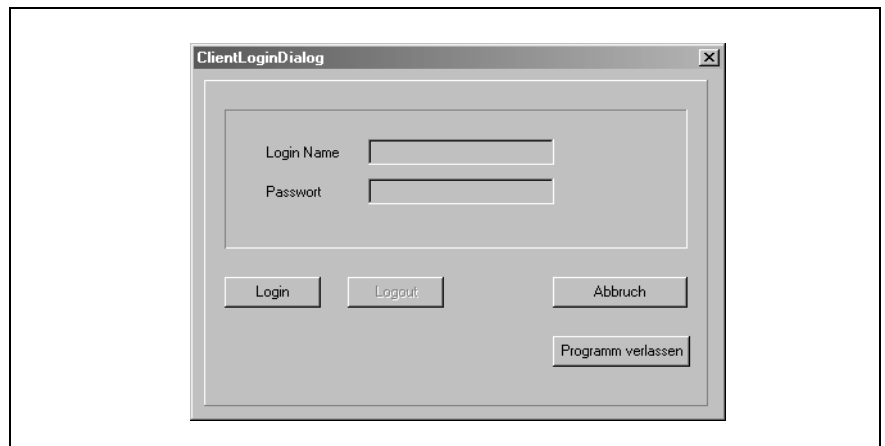 ClientLoginDialog
Login Name
Passwort
Login
Logout
Abbruch
Programm verlassen